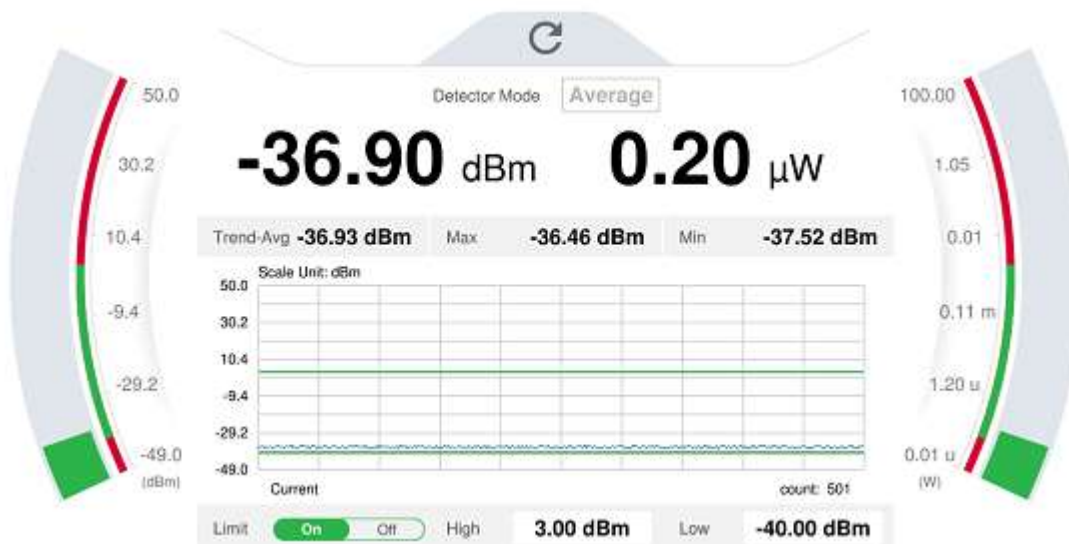 Detector Mode Average
-36.90 dBm 0.20 µW
Trend-Avg -36.93 dBm Max -36.46 dBm Min -37.52 dBm
Scale Unit: dBm
50.0
30.2
10.4
-9.4
-29.2
-49.0
(dBm)
50.0
30.2
10.4
-9.4
-29.2
-49.0
100.00
1.05
0.01
0.11 m
1.20 u
0.01 u
(W)
Current count: 501
Limit On Off High 3.00 dBm Low -40.00 dBm